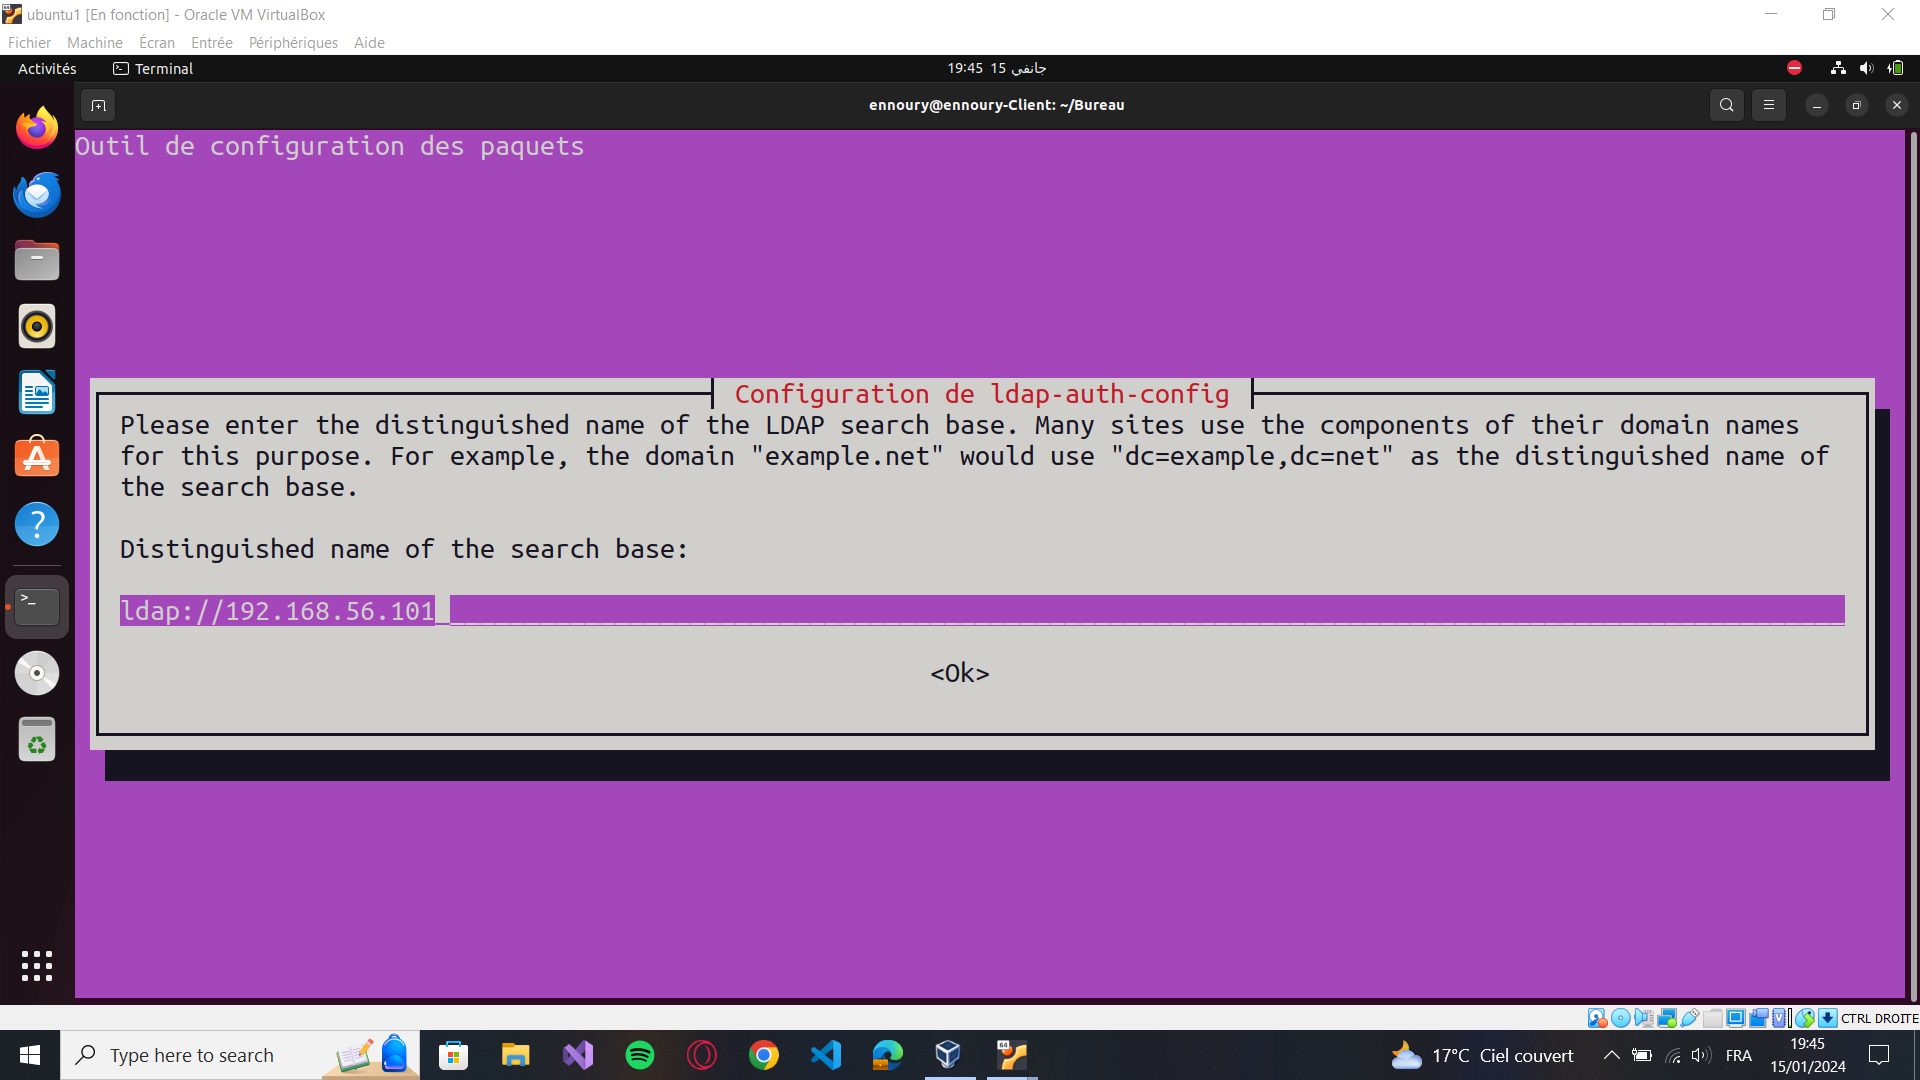 ubuntu1 [En fonction] - Oracle VM VirtualBox
Fichier Machine Écran Entrée Périphériques Aide
Activités Terminal 19:45 15 جانفي
ennoury@ennoury-Client: ~/Bureau
Outil de configuration des paquets
Configuration de ldap-auth-config
Please enter the distinguished name of the LDAP search base. Many sites use the components of their domain names
for this purpose. For example, the domain "example.net" would use "dc=example,dc=net" as the distinguished name of
the search base.
Distinguished name of the search base:
ldap://192.168.56.101
<Ok>
CTRL DROITE
Type here to search
17°C Ciel couvert
FRA
19:45
15/01/2024